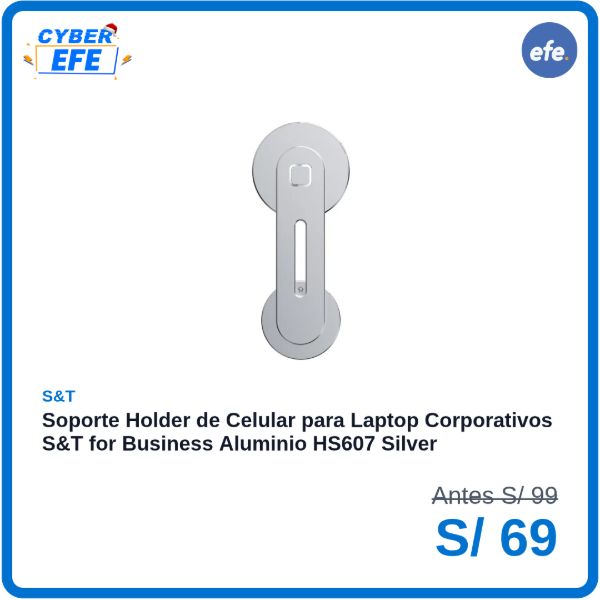 CYBER
EFE
efe.
S&T
Soporte Holder de Celular para Laptop Corporativos
S&T for Business Aluminio HS607 Silver
Antes S/ 99
S/ 69